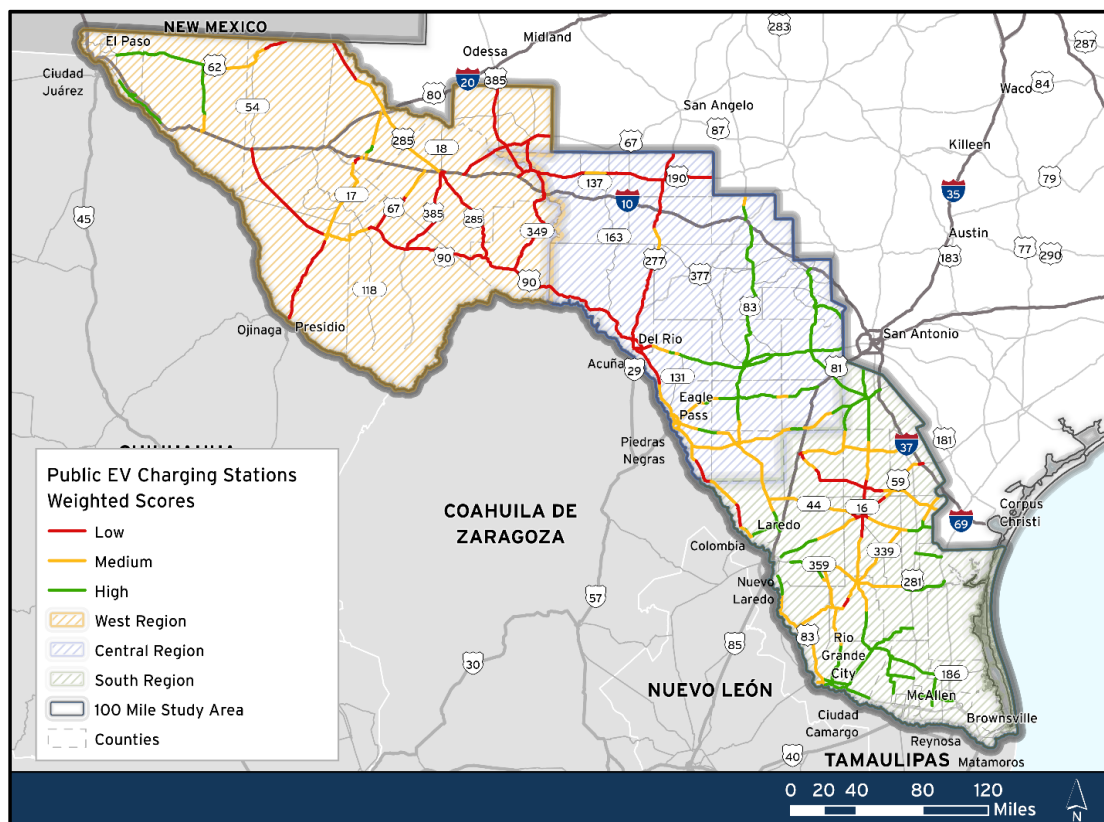 NEW MEXICO
El Paso
Ciudad
Juárez
62
54
Midland
Odessa
385
20
80
283
287
Waco
84
San Angelo
87
67
Killeen
285
18
137
190
35
79
45
17
67
385
285
349
10
163
Austin
183
77
290
90
90
277
377
118
83
Ojinaga
Presidio
Del Rio
San Antonio
Acuña
29
131
81
Eagle
Pass
Piedras
Negras
37
181
59
44
16
Corpus
Christi
69
COAHUILA DE
ZARAGOZA
Laredo
Colombia
339
359
281
Nuevo
Laredo
57
83
Rio
Grande
City
85
30
186
NUEVO LEÓN
McAllen
Brownsville
Ciudad
Camargo
Reynosa
Matamoros
40
TAMAULIPAS
Public EV Charging Stations
Weighted Scores
Low
Medium
High
West Region
Central Region
South Region
100 Mile Study Area
Counties
0 20 40 80 120
Miles
N